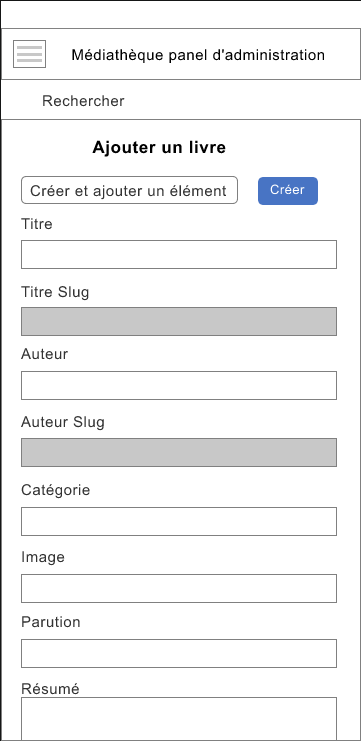 Médiathèque panel d'administration
Rechercher
Ajouter un livre
Créer et ajouter un élément
Créer
Titre
Titre Slug
Auteur
Auteur Slug
Catégorie
Image
Parution
Résumé